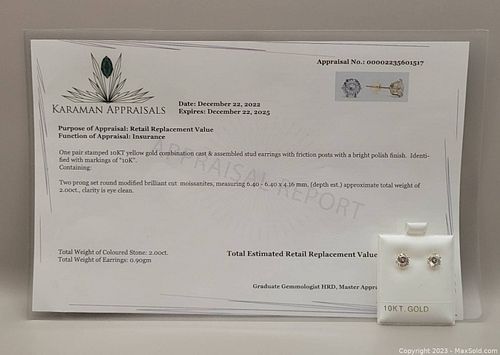 Appraisal No.: 00002235601517
KARAMAN APPRAISALS
Date: December 22, 2022
Expires: December 22, 2025
Purpose of Appraisal: Retail Replacement Value
Function of Appraisal: Insurance
One pair stamped 10KT yellow gold combination cast & assembled stud earrings with friction posts with a bright polish finish. Identi-
fied with markings of "10K".
Containing:
Two prong set round modified brilliant cut moissanites, measuring 6.40 - 6.40 x 4.16 mm, (depth est.) approximate total weight of
2.00ct., clarity is eye clean.
APPRAISAL REPORT
Total Weight of Coloured Stone: 2.00ct.
Total Weight of Earrings: 0.90gm
Total Estimated Retail Replacement Value
Graduate Gemmologist HRD, Master Appra
10KT. GOLD
Copyright © 2023 - MaxSold.com